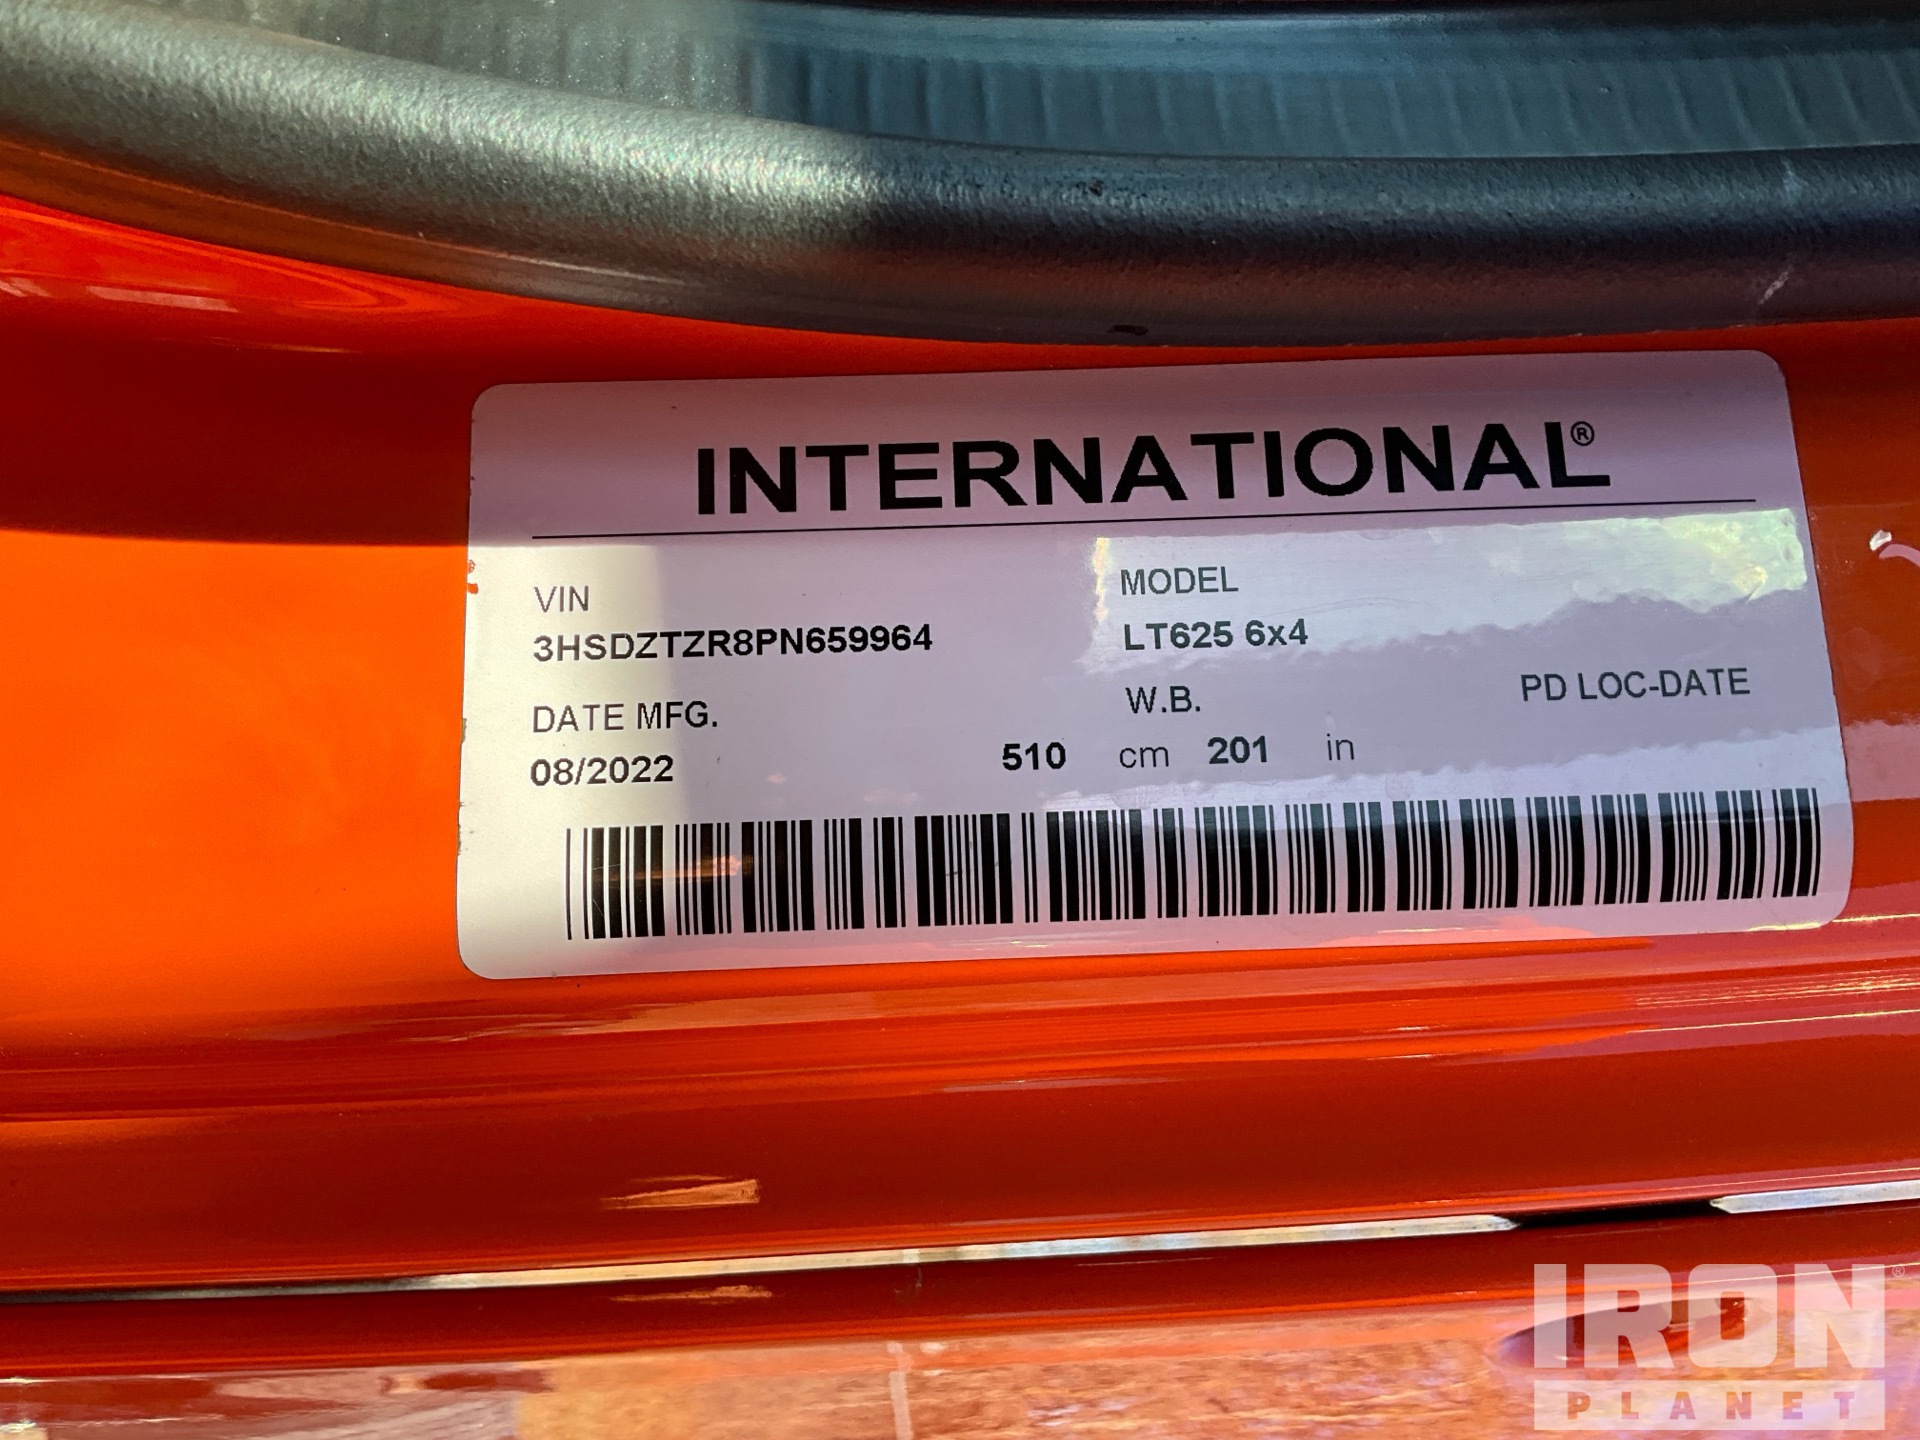 INTERNATIONAL®
VIN
3HSDZTZR8PN659964
MODEL
LT625 6x4
DATE MFG.
08/2022
W.B.
510 cm 201 in
PD LOC-DATE
IRON®
PLANET